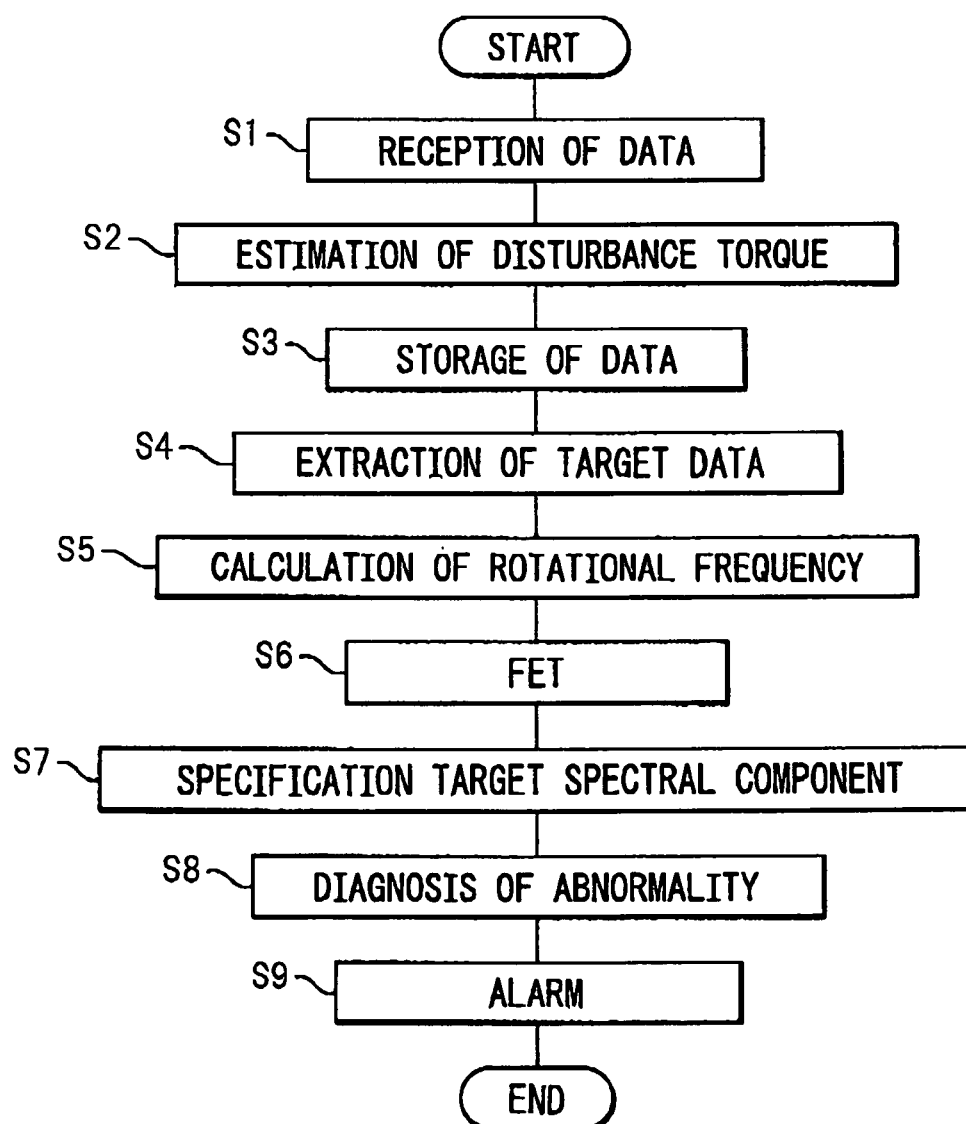 START
S1
RECEPTION OF DATA
S2
ESTIMATION OF DISTURBANCE TORQUE
S3
STORAGE OF DATA
S4
EXTRACTION OF TARGET DATA
S5
CALCULATION OF ROTATIONAL FREQUENCY
S6
FET
S7
SPECIFICATION TARGET SPECTRAL COMPONENT
S8
DIAGNOSIS OF ABNORMALITY
S9
ALARM
END